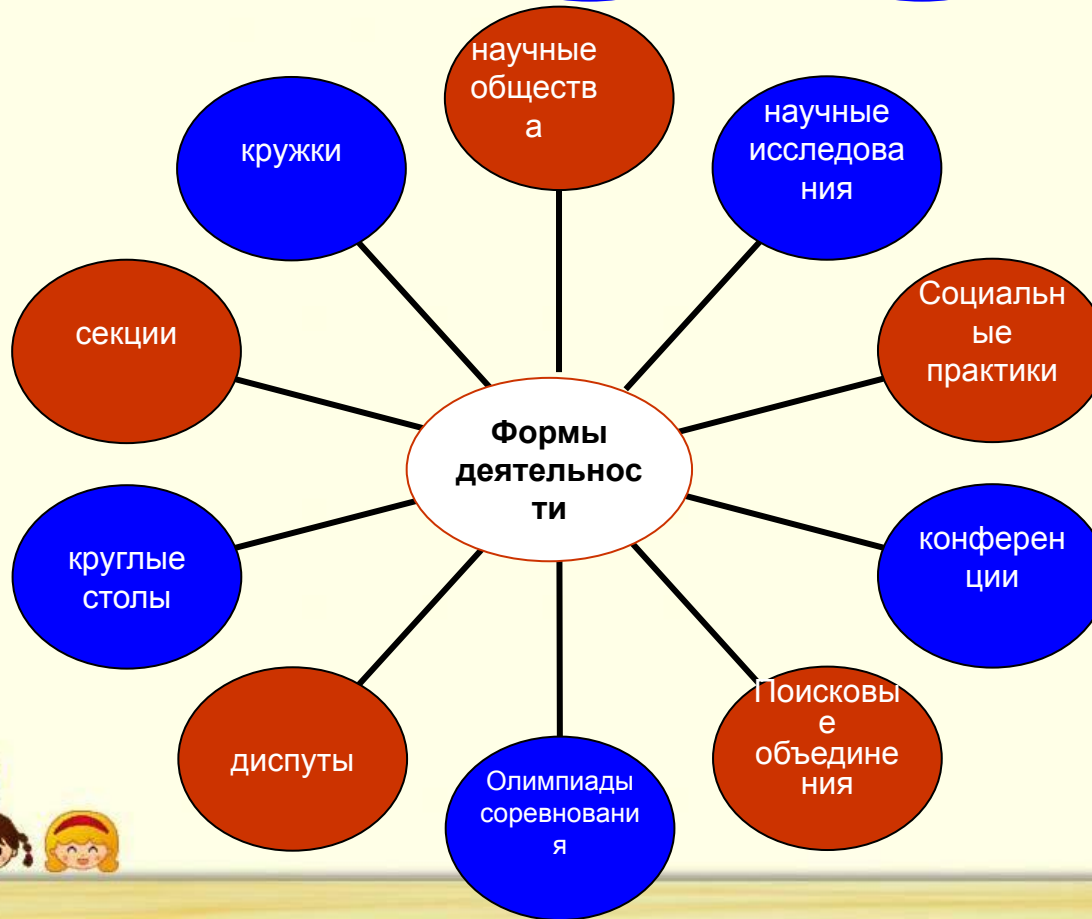 научные
обществ
а
научные
исследова
ния
кружки
Социальн
ые
практики
секции
Формы
деятельнос
ти
конферен
ции
круглые
столы
Поисковы
е
объедине
ния
диспуты
Олимпиады
соревновани
я